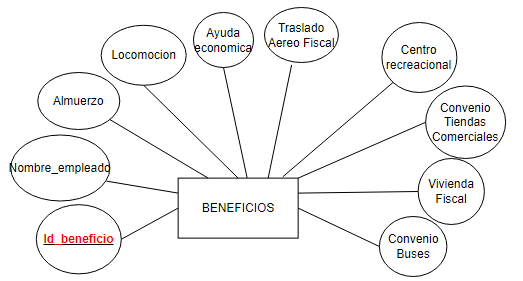 Ayuda
economica
Traslado
Aereo Fiscal
Locomocion
Centro
recreacional
Almuerzo
Convenio
Tiendas
Comerciales
Nombre_empleado
Vivienda
Fiscal
BENEFICIOS
Id_beneficio
Convenio
Buses